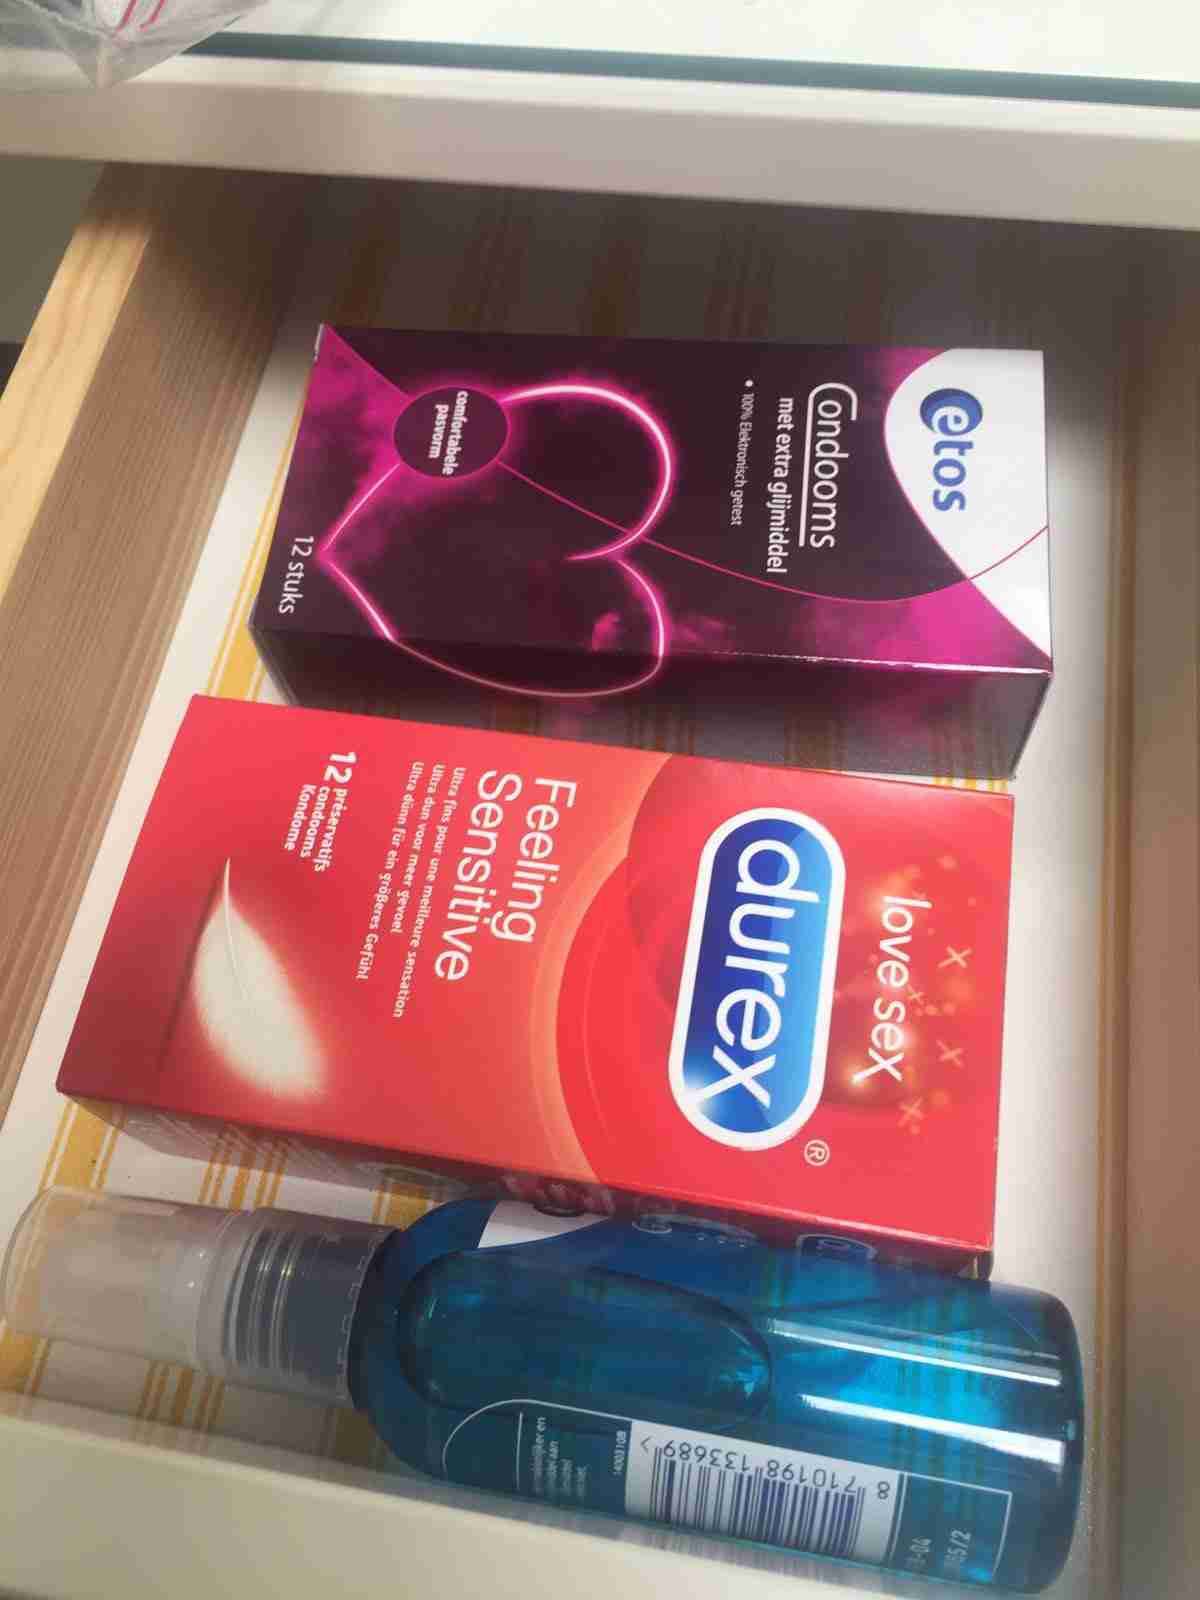 etos
Condooms
met extra glijmiddel
• 100% Elektronisch getest
comfortabele
pasvorm
12 stuks
love sex
durex®
Feeling
Sensitive
Ultra fins pour une meilleure sensation
Ultra dun voor meer gevoel
Ultra dünn für ein größeres Gefühl
12 préservatifs
condooms
Kondome
8 710198 133689 >